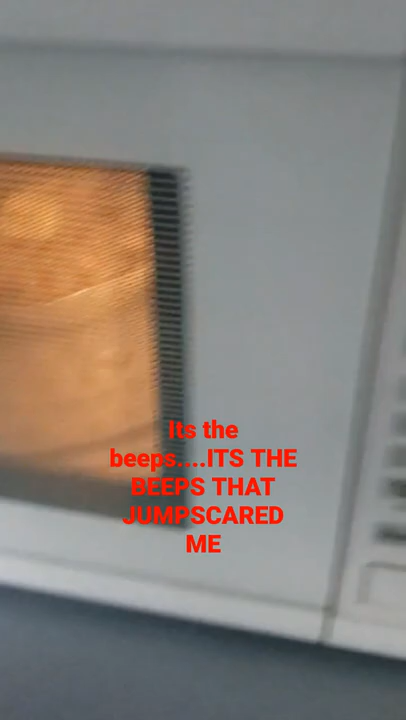 Its the
beeps....ITS THE
BEEPS THAT
JUMPSCARED
ME